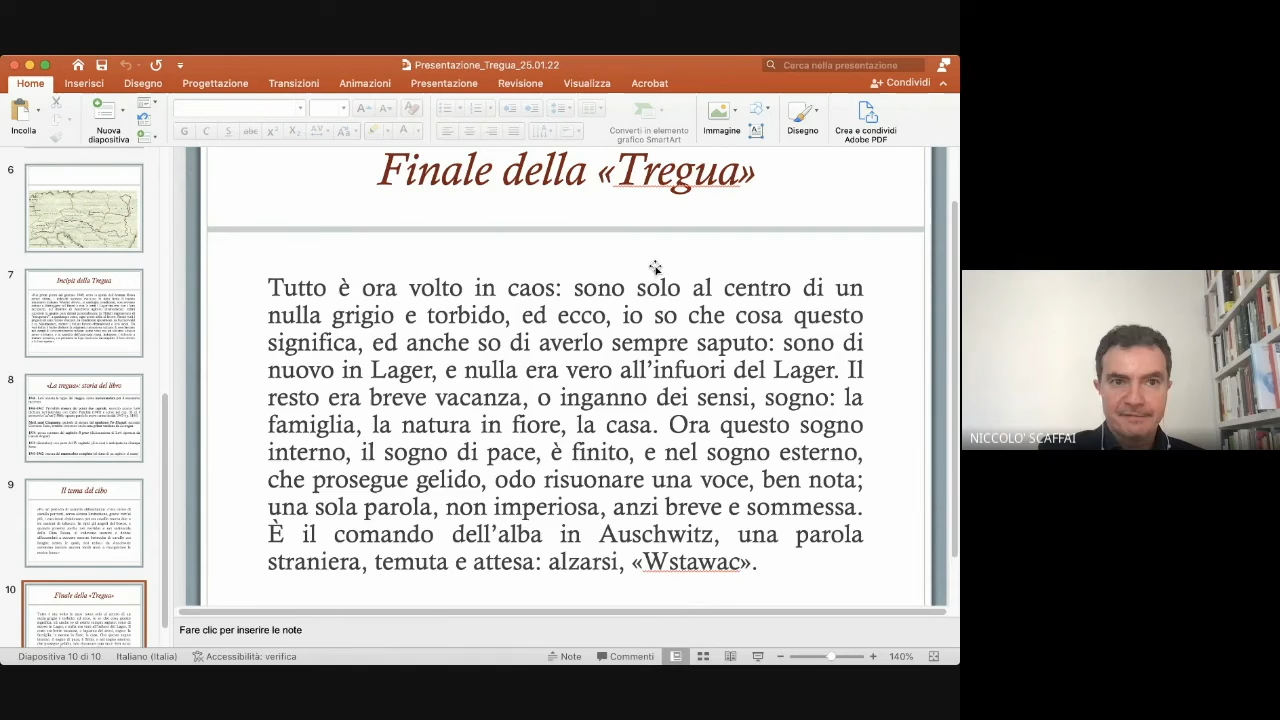 Presentazione_Tregua_25.01.22
Cerca nella presentazione
Home Inserisci Disegno Progettazione Transizioni Animazioni Presentazione Revisione Visualizza Acrobat
Condividi
Incolla
Nuova
diapositiva
G C S abc X² X₂
Converti in elemento
grafico SmartArt
Immagine
Disegno
Crea e condividi
Adobe PDF
6
7
Incipit della Tregua
8
«La tregua»: storia del libro
9
Il tema del cibo
10
Finale della «Tregua»
Finale della «Tregua»
Tutto è ora volto in caos: sono solo al centro di un
nulla grigio e torbido, ed ecco, io so che cosa questo
significa, ed anche so di averlo sempre saputo: sono di
nuovo in Lager, e nulla era vero all’infuori del Lager. Il
resto era breve vacanza, o inganno dei sensi, sogno: la
famiglia, la natura in fiore, la casa. Ora questo sogno
interno, il sogno di pace, è finito, e nel sogno esterno,
che prosegue gelido, odo risuonare una voce, ben nota;
una sola parola, non imperiosa, anzi breve e sommessa.
È il comando dell’alba in Auschwitz, una parola
straniera, temuta e attesa: alzarsi, «Wstawac».
Fare clic per inserire le note
Diapositiva 10 di 10 Italiano (Italia) Accessibilità: verifica Note Commenti 140%
NICCOLO' SCAFFAI